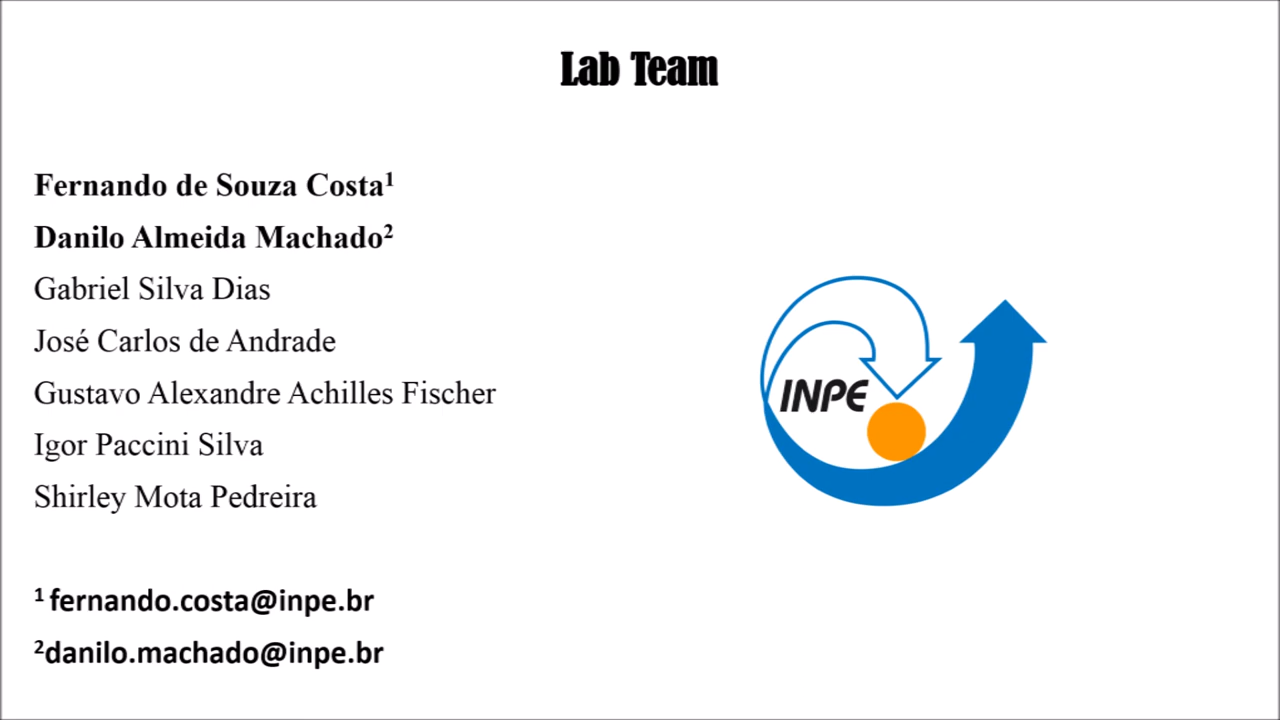 Lab Team
Fernando de Souza Costa¹
Danilo Almeida Machado²
Gabriel Silva Dias
José Carlos de Andrade
Gustavo Alexandre Achilles Fischer
Igor Paccini Silva
Shirley Mota Pedreira
INPE
¹ fernando.costa@inpe.br
²danilo.machado@inpe.br